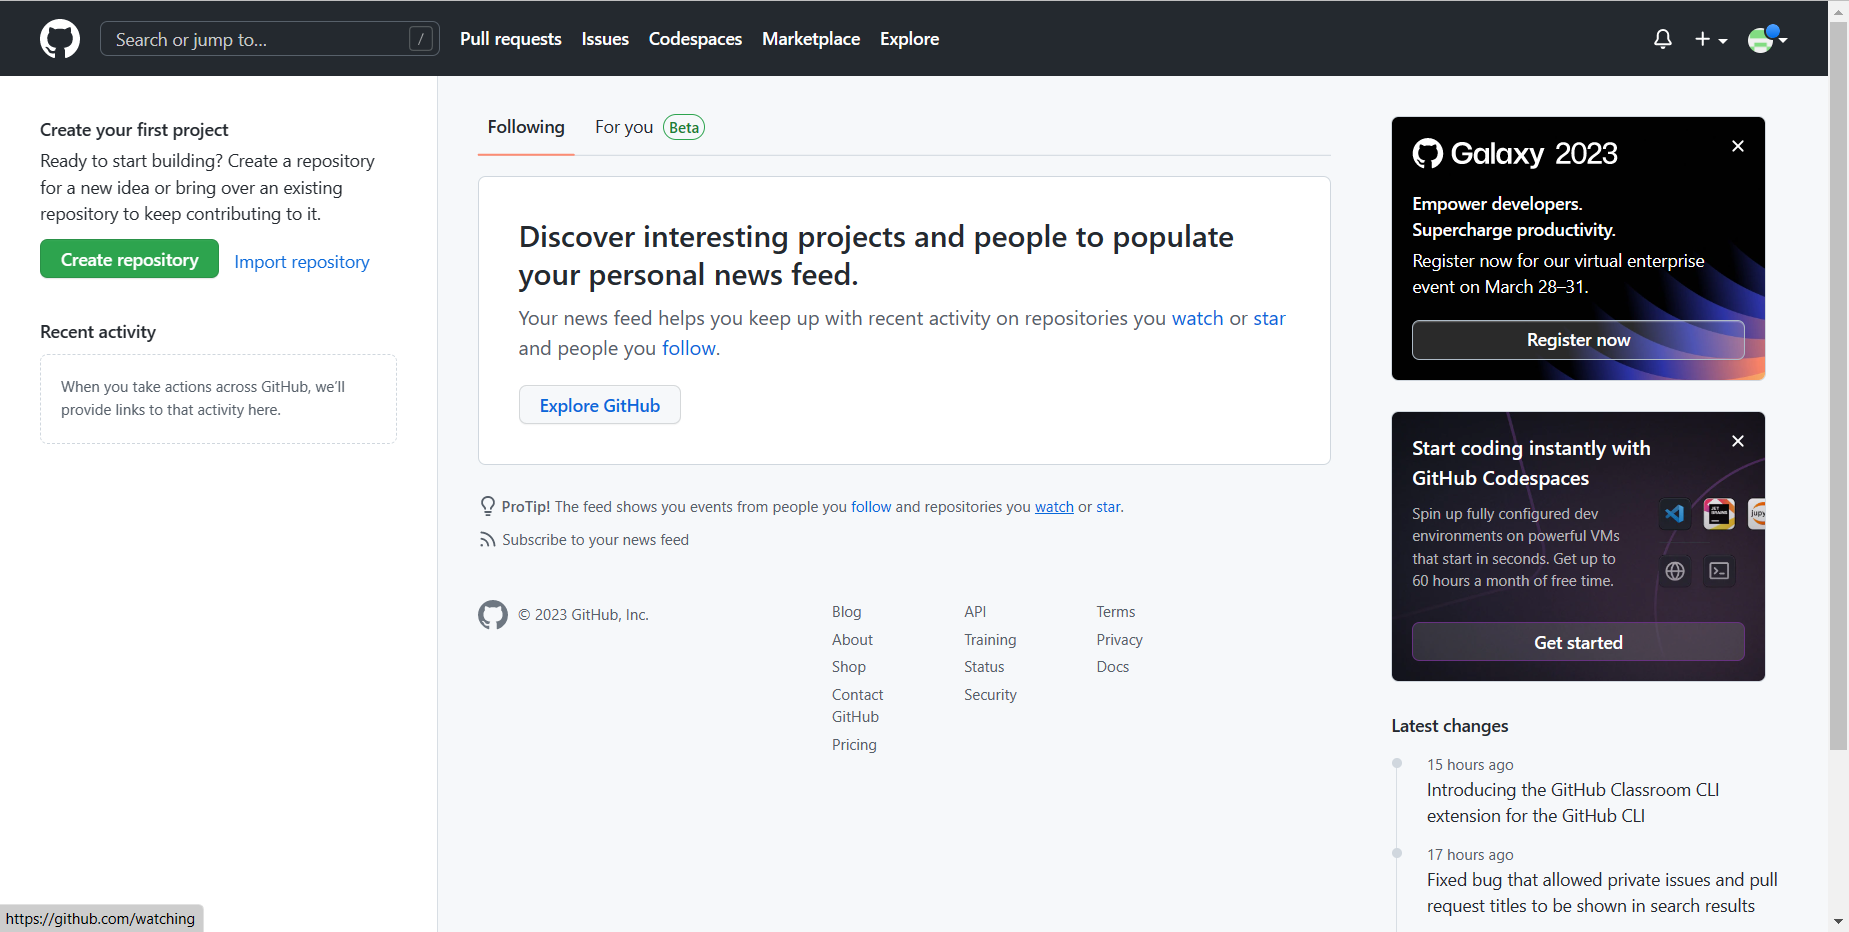 Search or jump to... /
Pull requests
Issues
Codespaces
Marketplace
Explore
Create your first project
Ready to start building? Create a repository
for a new idea or bring over an existing
repository to keep contributing to it.
Create repository
Import repository
Recent activity
When you take actions across GitHub, we’ll
provide links to that activity here.
Following
For you Beta
Discover interesting projects and people to populate
your personal news feed.
Your news feed helps you keep up with recent activity on repositories you watch or star
and people you follow.
Explore GitHub
ProTip! The feed shows you events from people you follow and repositories you watch or star.
Subscribe to your news feed
© 2023 GitHub, Inc.
Blog
About
Shop
Contact
GitHub
Pricing
API
Training
Status
Security
Terms
Privacy
Docs
Galaxy 2023
Empower developers.
Supercharge productivity.
Register now for our virtual enterprise
event on March 28–31.
Register now
Start coding instantly with
GitHub Codespaces
Spin up fully configured dev
environments on powerful VMs
that start in seconds. Get up to
60 hours a month of free time.
JET
BRAINS
jupy
Get started
Latest changes
15 hours ago
Introducing the GitHub Classroom CLI
extension for the GitHub CLI
17 hours ago
Fixed bug that allowed private issues and pull
request titles to be shown in search results
https://github.com/watching